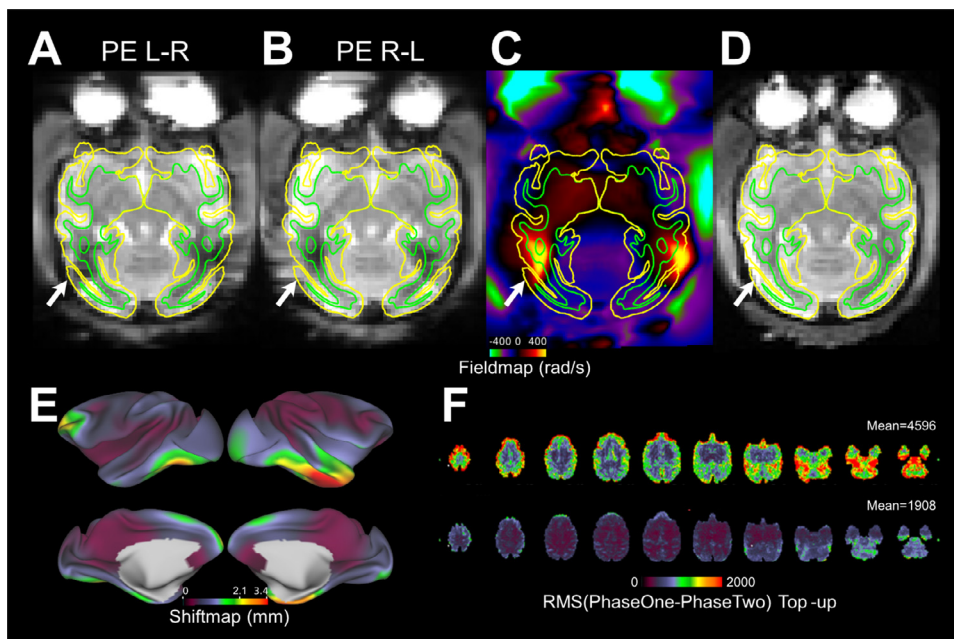 A PE L-R B PE R-L C D
-400 0 400
Fieldmap (rad/s)
E F
Mean=4596
Mean=1908
0 2.1 3.4
Shiftmap (mm)
0 2000
RMS(PhaseOne-PhaseTwo) Top-up